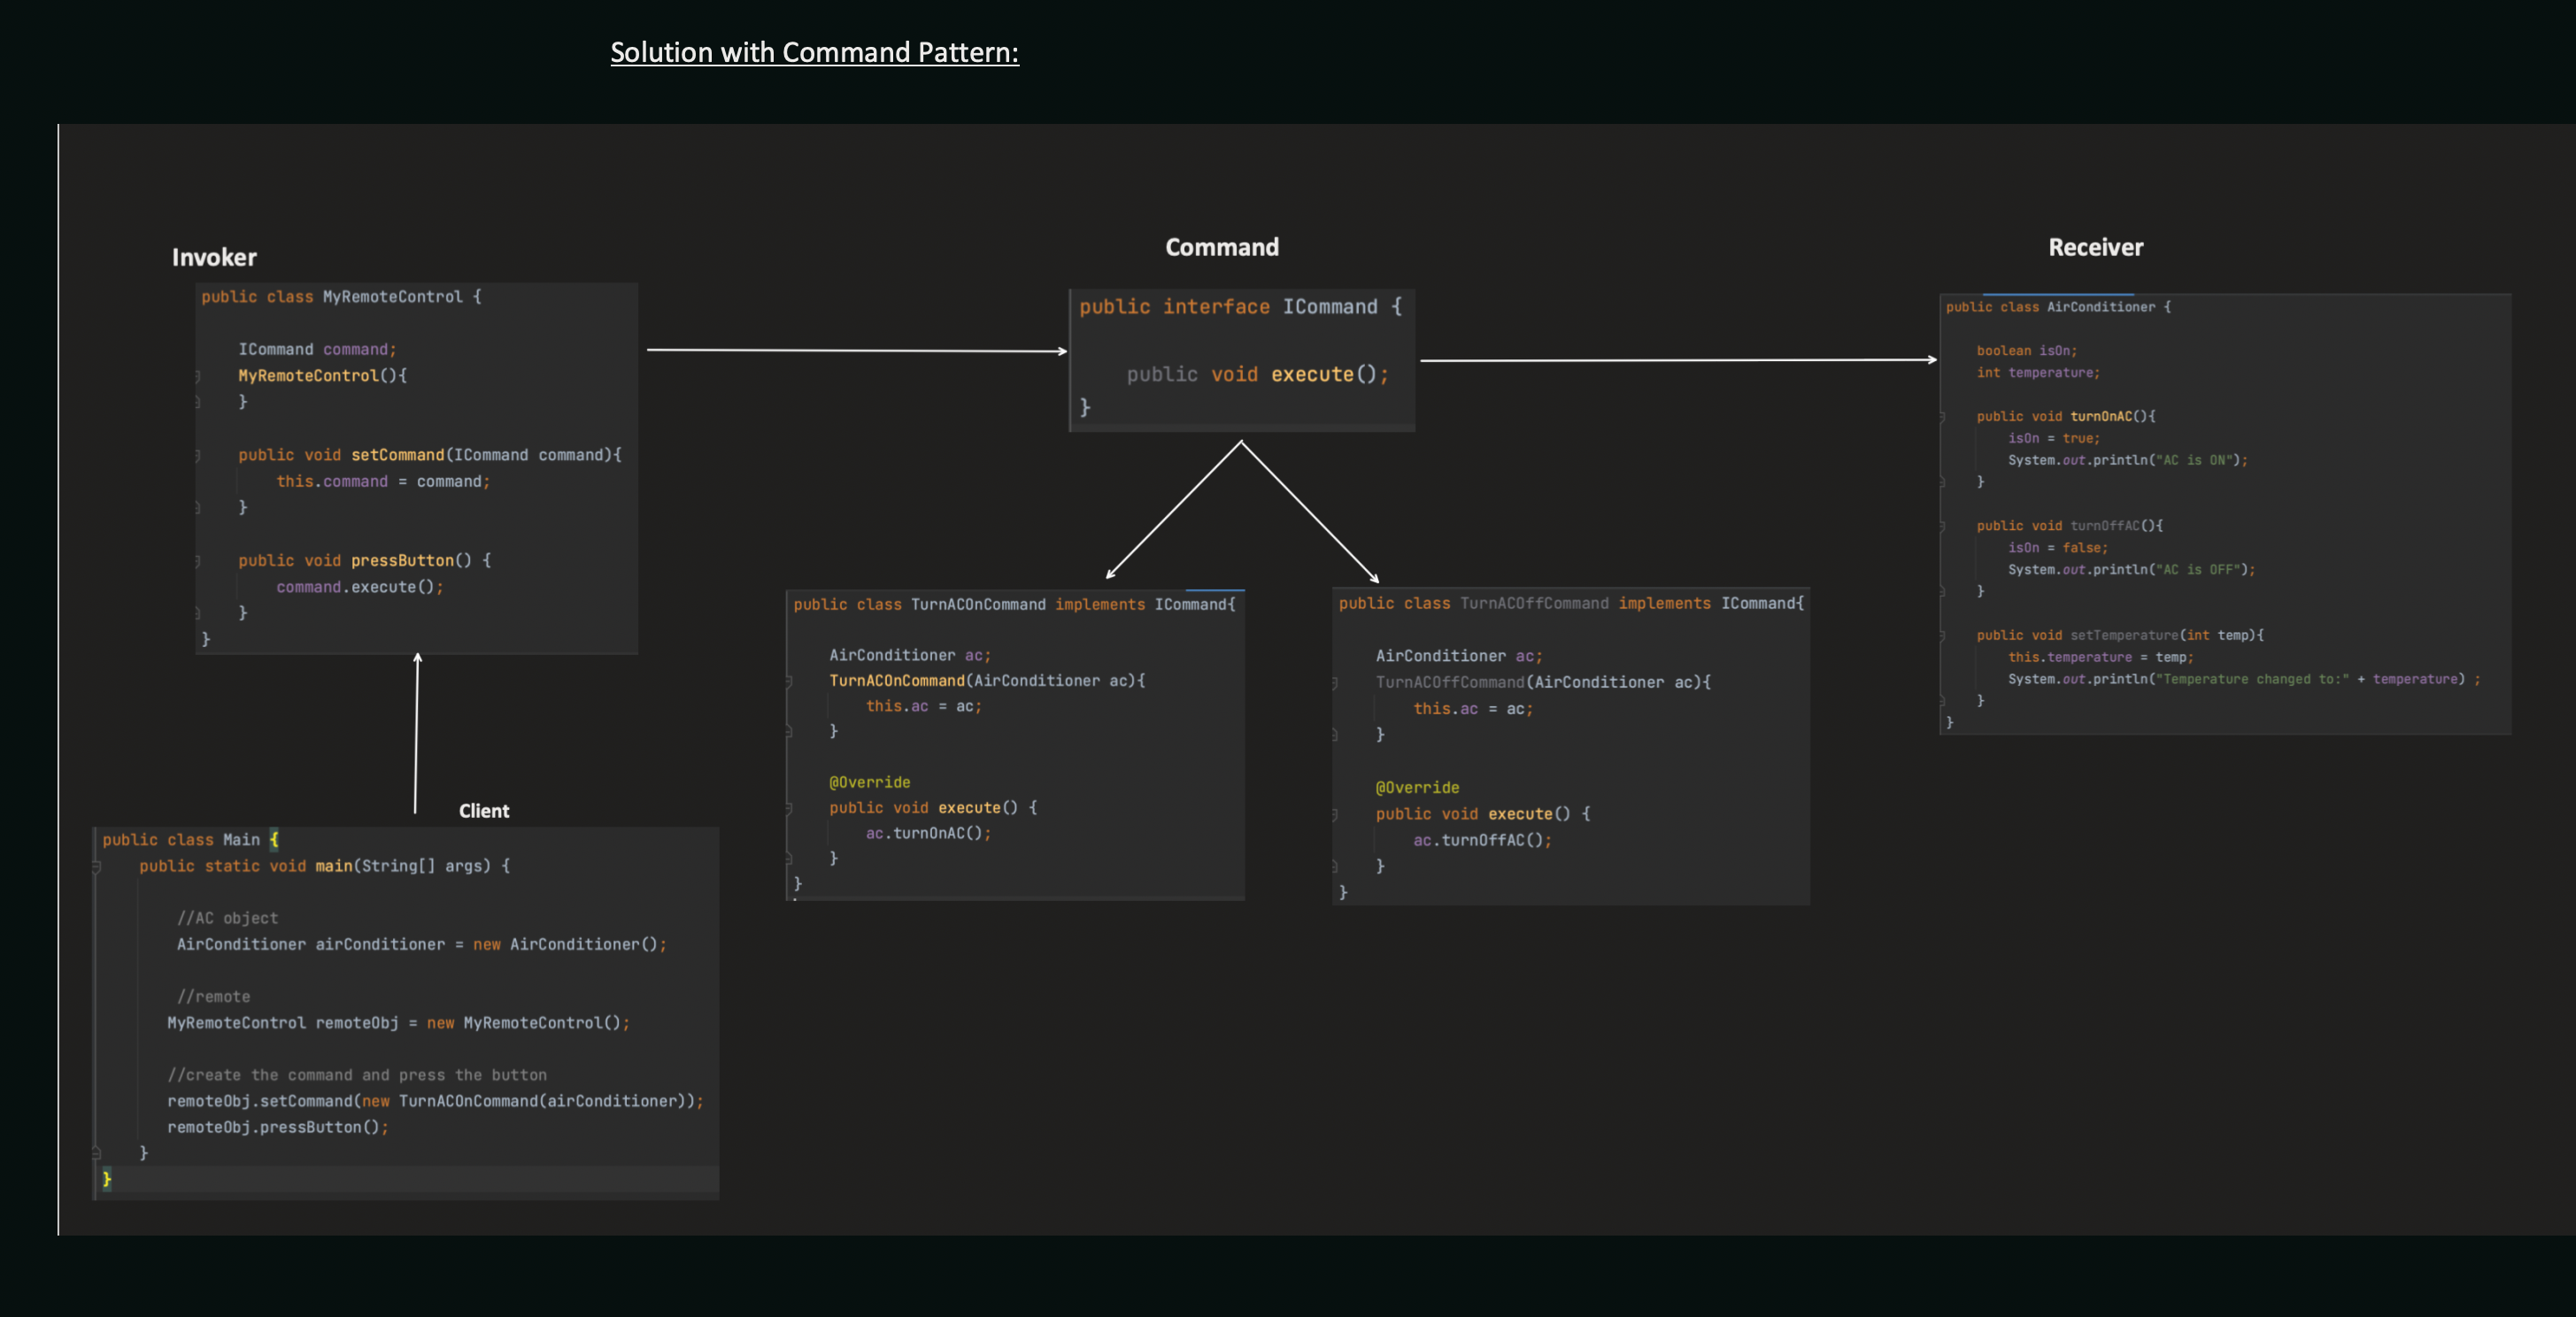 Solution with Command Pattern:
Invoker
public class MyRemoteControl {
ICommand command;
MyRemoteControl(){
}
public void setCommand(ICommand command){
this.command = command;
}
public void pressButton() {
command.execute();
}
}
Command
public interface ICommand {
public void execute();
}
Receiver
public class AirConditioner {
boolean isOn;
int temperature;
public void turnOnAC(){
isOn = true;
System.out.println("AC is ON");
}
public void turnOffAC(){
isOn = false;
System.out.println("AC is OFF");
}
public void setTemperature(int temp){
this.temperature = temp;
System.out.println("Temperature changed to:" + temperature) ;
}
}
public class TurnACOnCommand implements ICommand{
AirConditioner ac;
TurnACOnCommand(AirConditioner ac){
this.ac = ac;
}
@Override
public void execute() {
ac.turnOnAC();
}
}
public class TurnACOffCommand implements ICommand{
AirConditioner ac;
TurnACOffCommand(AirConditioner ac){
this.ac = ac;
}
@Override
public void execute() {
ac.turnOffAC();
}
}
Client
public class Main {
public static void main(String[] args) {
//AC object
AirConditioner airConditioner = new AirConditioner();
//remote
MyRemoteControl remoteObj = new MyRemoteControl();
//create the command and press the button
remoteObj.setCommand(new TurnACOnCommand(airConditioner));
remoteObj.pressButton();
}
}